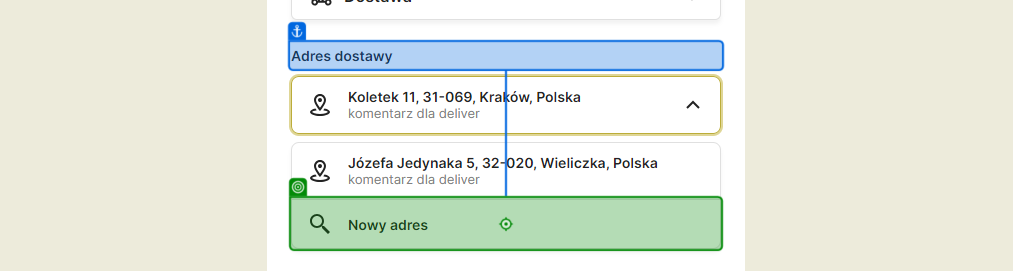 Dostawa
Adres dostawy
Koletek 11, 31-069, Kraków, Polska
komentarz dla deliver
Józefa Jedynaka 5, 32-020, Wieliczka, Polska
komentarz dla deliver
Nowy adres